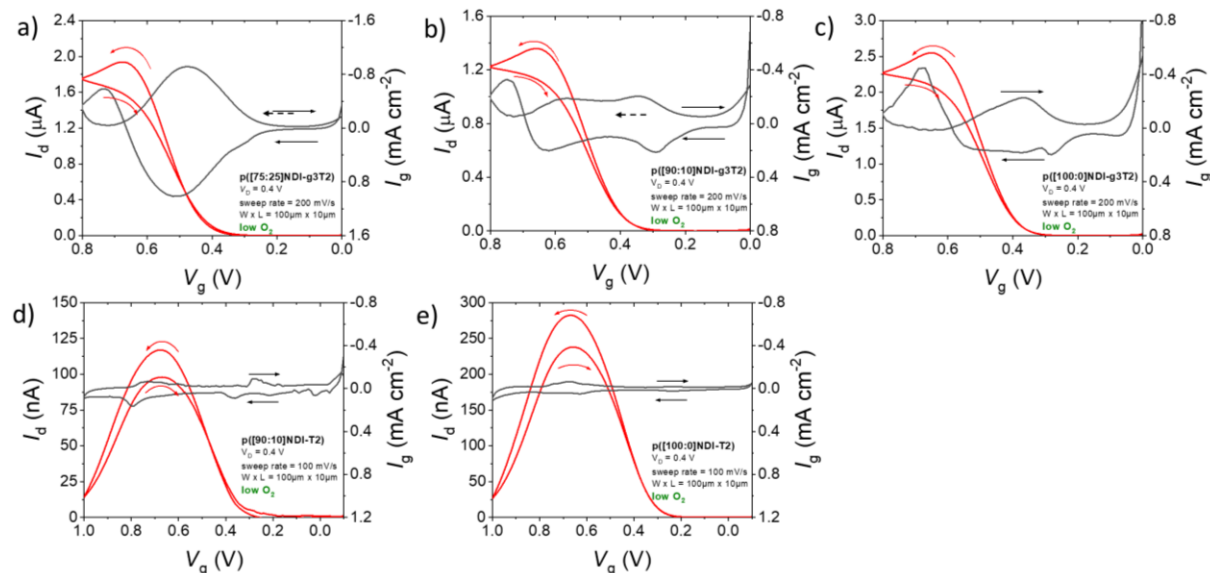 a)
2.4
2.0
1.6
1.2
0.8
0.4
0.0
I_d (μA)
-1.6
-0.8
0.0
0.8
1.6
I_g (mA cm⁻²)
p([75:25]NDI-g3T2)
V_D = 0.4 V
sweep rate = 200 mV/s
W x L = 100μm x 10μm
low O₂
0.8 0.6 0.4 0.2 0.0
V_g (V)
b)
1.6
1.2
0.8
0.4
0.0
I_d (μA)
-0.8
-0.4
0.0
0.4
0.8
I_g (mA cm⁻²)
p([90:10]NDI-g3T2)
V_D = 0.4 V
sweep rate = 200 mV/s
W x L = 100μm x 10μm
low O₂
0.8 0.6 0.4 0.2 0.0
V_g (V)
c)
3.0
2.5
2.0
1.5
1.0
0.5
0.0
I_d (μA)
-0.8
-0.4
0.0
0.4
0.8
I_g (mA cm⁻²)
p([100:0]NDI-g3T2)
V_D = 0.4 V
sweep rate = 200 mV/s
W x L = 100μm x 10μm
low O₂
0.8 0.6 0.4 0.2 0.0
V_g (V)
d)
150
125
100
75
50
25
0
I_d (nA)
-0.8
-0.4
0.0
0.4
0.8
1.2
I_g (mA cm⁻²)
p([90:10]NDI-T2)
V_D = 0.4 V
sweep rate = 100 mV/s
W x L = 100μm x 10μm
low O₂
1.0 0.8 0.6 0.4 0.2 0.0
V_g (V)
e)
300
250
200
150
100
50
0
I_d (nA)
-0.8
-0.4
0.0
0.4
0.8
1.2
I_g (mA cm⁻²)
p([100:0]NDI-T2)
V_D = 0.4 V
sweep rate = 100 mV/s
W x L = 100μm x 10μm
low O₂
1.0 0.8 0.6 0.4 0.2 0.0
V_g (V)